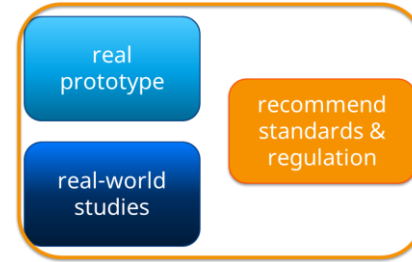 real
prototype
real-world
studies
recommend
standards &
regulation